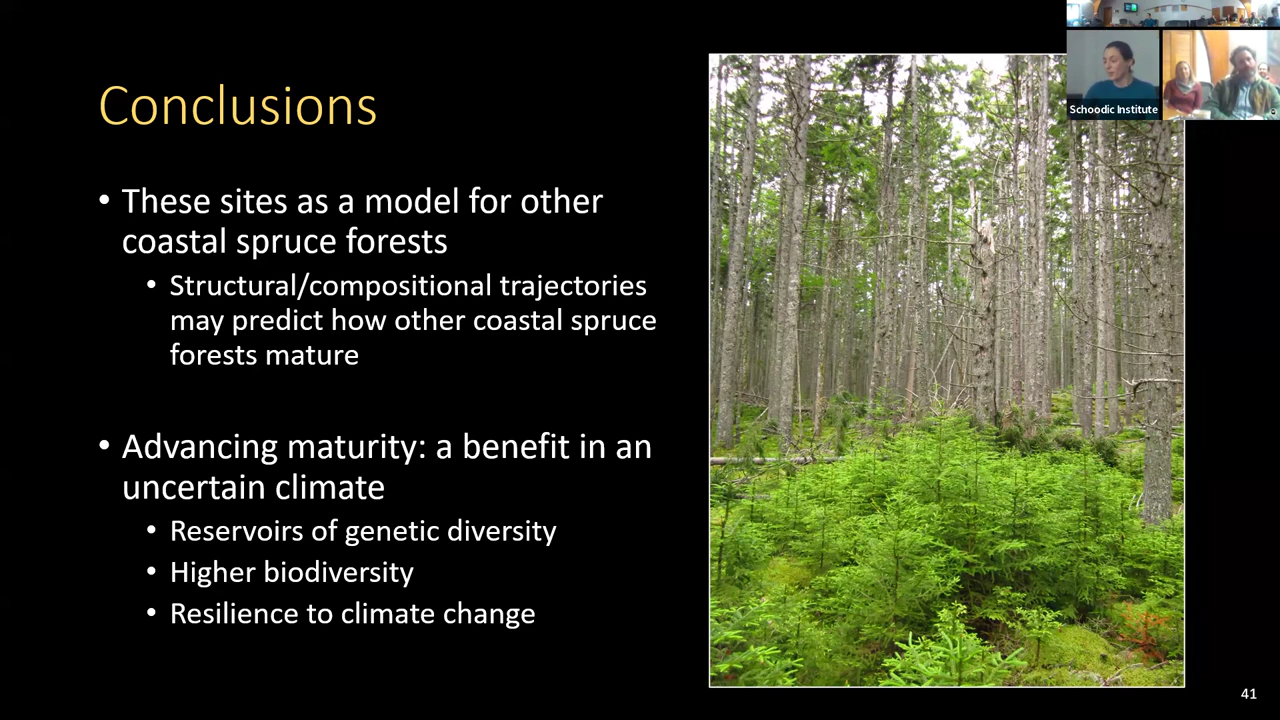 Conclusions
• These sites as a model for other
coastal spruce forests
• Structural/compositional trajectories
may predict how other coastal spruce
forests mature
• Advancing maturity: a benefit in an
uncertain climate
• Reservoirs of genetic diversity
• Higher biodiversity
• Resilience to climate change
Schoodic Institute
41